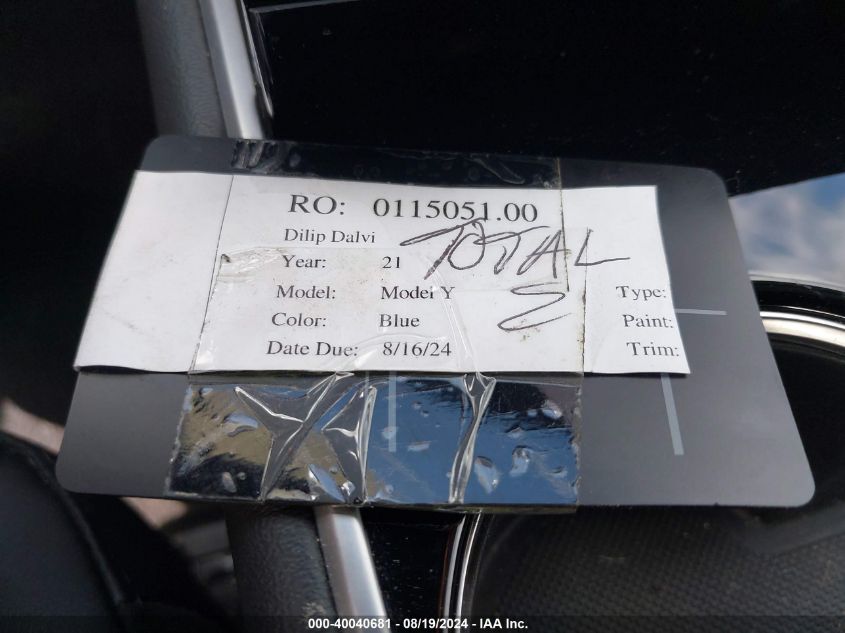 RO: 0115051.00
Dilip Dalvi
TOTAL
Year: 21
Model: Model Y
Type:
Color: Blue
Paint:
Date Due: 8/16/24
Trim:
000-40040681 - 08/19/2024 - IAA Inc.